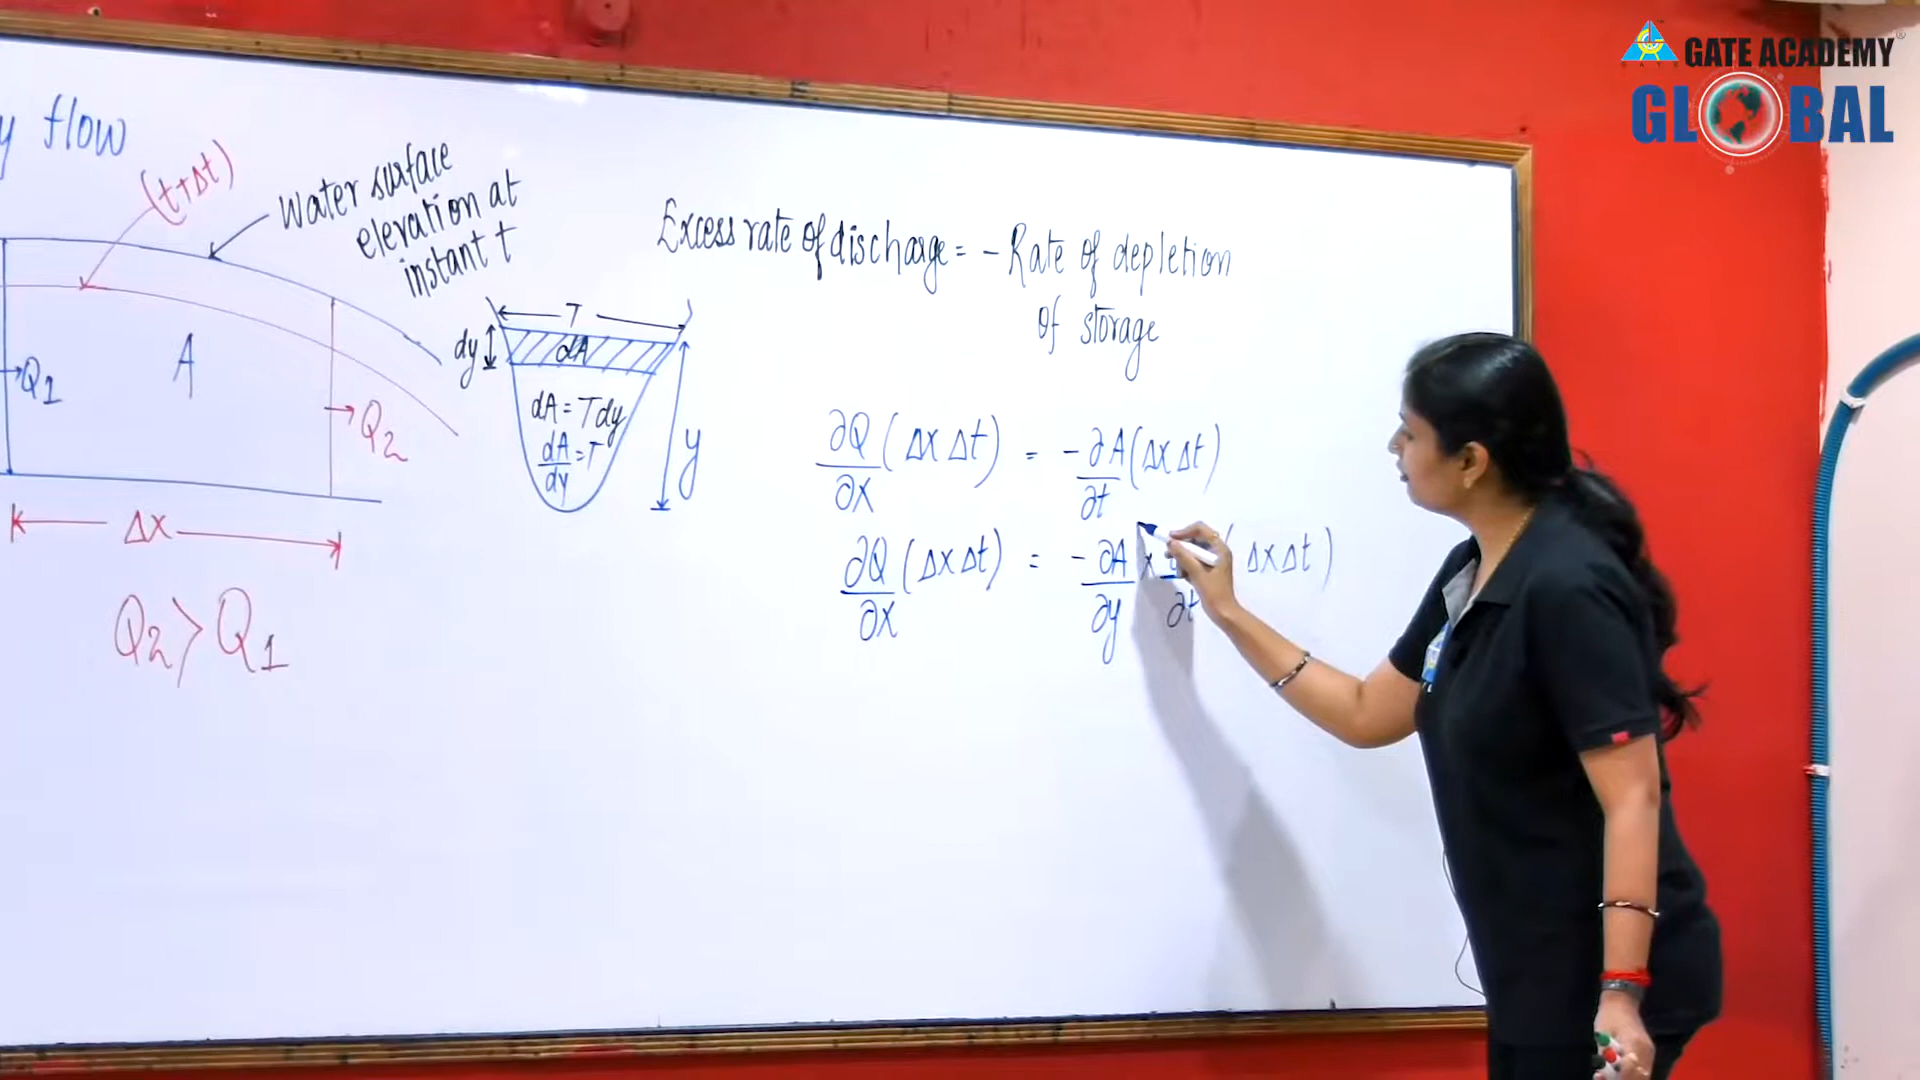 GATE ACADEMY
GLOBAL
y flow
(t+Δt)
Water surface
elevation at
instant t
A
Q1
Q2
Δx
Q2 > Q1
T
dy
dA
dA = Tdy
dA/dy = T
y
Excess rate of discharge = - Rate of depletion
of storage
∂Q/∂x (Δx Δt) = -∂A/∂t (Δx Δt)
∂Q/∂x (Δx Δt) = -∂A/∂y × /∂t (Δx Δt)